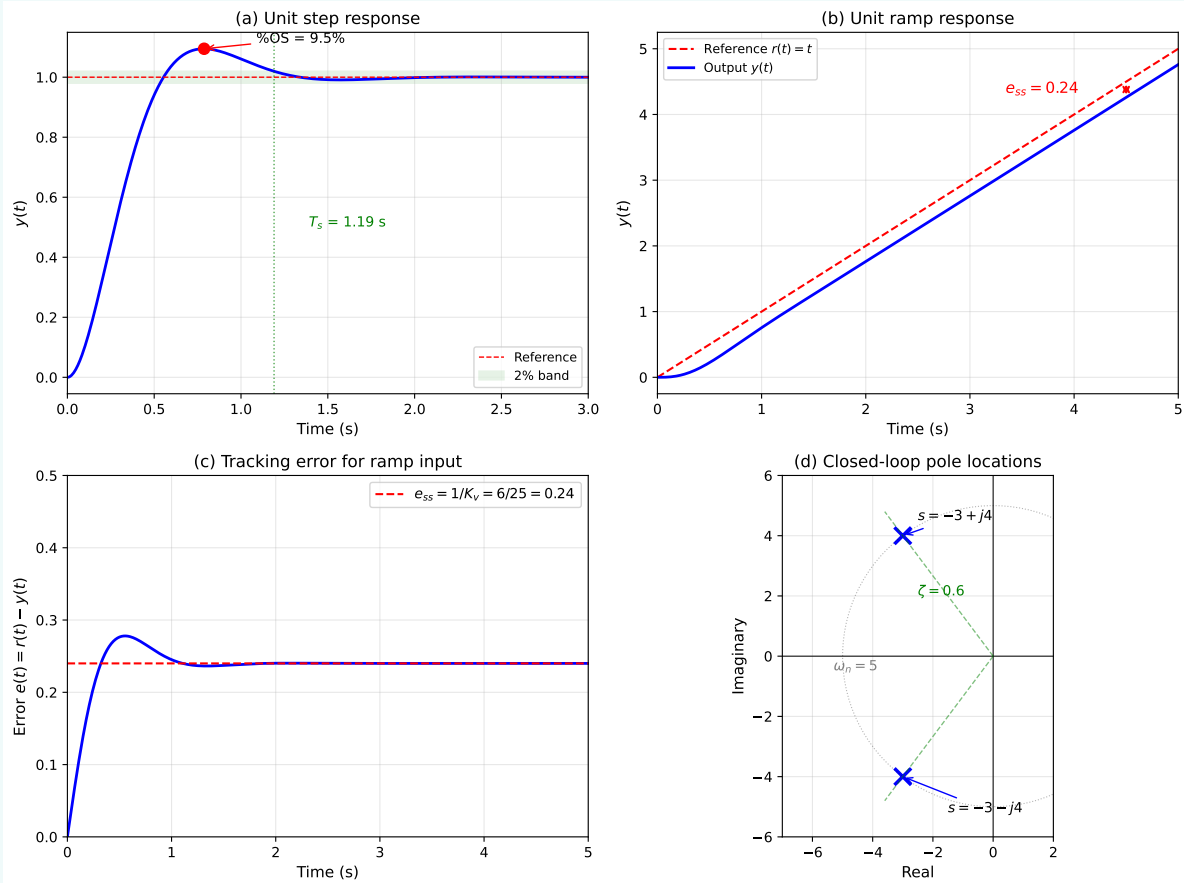 (a) Unit step response
%OS = 9.5%
y(t)
1.0
0.8
0.6
0.4
0.2
0.0
T_s = 1.19 s
Reference
2% band
0.0 0.5 1.0 1.5 2.0 2.5 3.0
Time (s)
(b) Unit ramp response
Reference r(t) = t
Output y(t)
e_ss = 0.24
y(t)
5
4
3
2
1
0
0 1 2 3 4 5
Time (s)
(c) Tracking error for ramp input
e_ss = 1/K_v = 6/25 = 0.24
Error e(t) = r(t) − y(t)
0.5
0.4
0.3
0.2
0.1
0.0
0 1 2 3 4 5
Time (s)
(d) Closed-loop pole locations
s = −3 + j4
ζ = 0.6
ω_n = 5
s = −3 − j4
Imaginary
6
4
2
0
−2
−4
−6
−6 −4 −2 0 2
Real